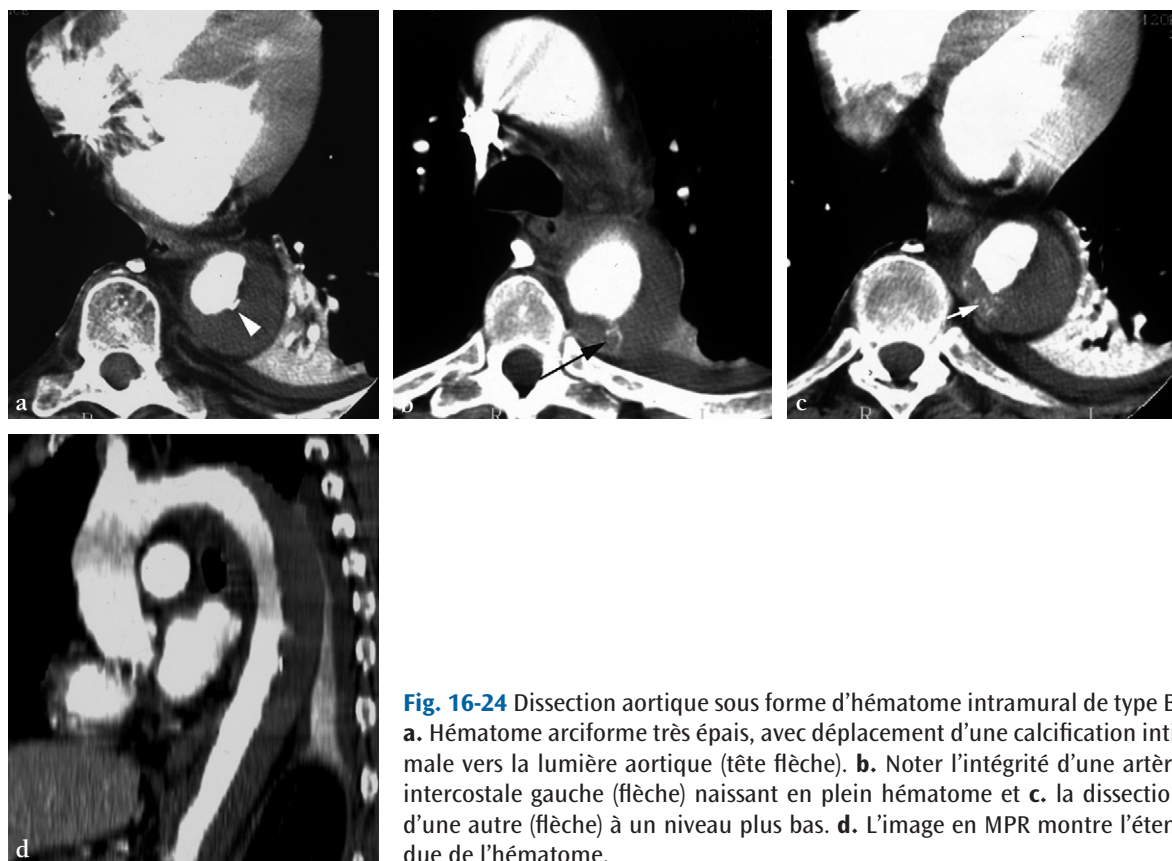 a
b
c
R
L
R
L
R
L
d
Fig. 16-24 Dissection aortique sous forme d'hématome intramural de type B
a. Hématome arciforme très épais, avec déplacement d'une calcification inti
male vers la lumière aortique (tête flèche). b. Noter l'intégrité d'une artèr
intercostale gauche (flèche) naissant en plein hématome et c. la dissectio
d'une autre (flèche) à un niveau plus bas. d. L'image en MPR montre l'éten
due de l'hématome.